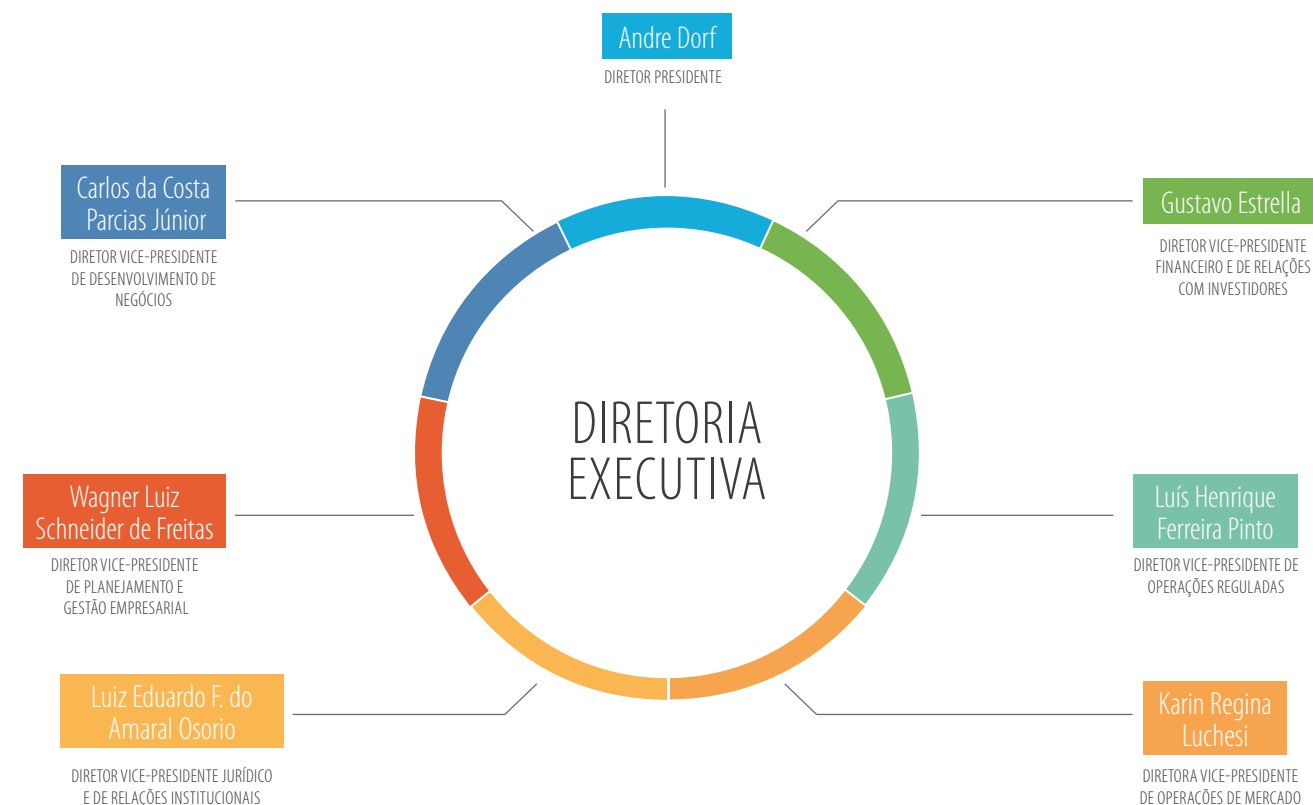 Andre Dorf
DIRETOR PRESIDENTE
Carlos da Costa
Parcias Júnior
DIRETOR VICE-PRESIDENTE
DE DESENVOLVIMENTO DE
NEGÓCIOS
Gustavo Estrella
DIRETOR VICE-PRESIDENTE
FINANCEIRO E DE RELAÇÕES
COM INVESTIDORES
DIRETORIA
EXECUTIVA
Wagner Luiz
Schneider de Freitas
DIRETOR VICE-PRESIDENTE
DE PLANEJAMENTO E
GESTÃO EMPRESARIAL
Luís Henrique
Ferreira Pinto
DIRETOR VICE-PRESIDENTE DE
OPERAÇÕES REGULADAS
Luiz Eduardo F. do
Amaral Osorio
DIRETOR VICE-PRESIDENTE JURÍDICO
E DE RELAÇÕES INSTITUCIONAIS
Karin Regina
Luchesi
DIRETORA VICE-PRESIDENTE
DE OPERAÇÕES DE MERCADO